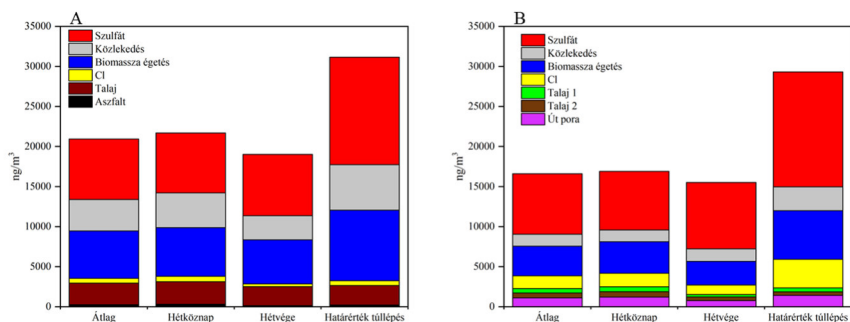 A
35000
30000
25000
20000
15000
10000
5000
0
ng/m³
Szulfát
Közlekedés
Biomassza égetés
Cl
Talaj
Aszfalt
Átlag
Hétköznap
Hétvége
Határérték túllépés
B
35000
30000
25000
20000
15000
10000
5000
0
ng/m³
Szulfát
Közlekedés
Biomassza égetés
Cl
Talaj 1
Talaj 2
Út pora
Átlag
Hétköznap
Hétvége
Határérték túllépés